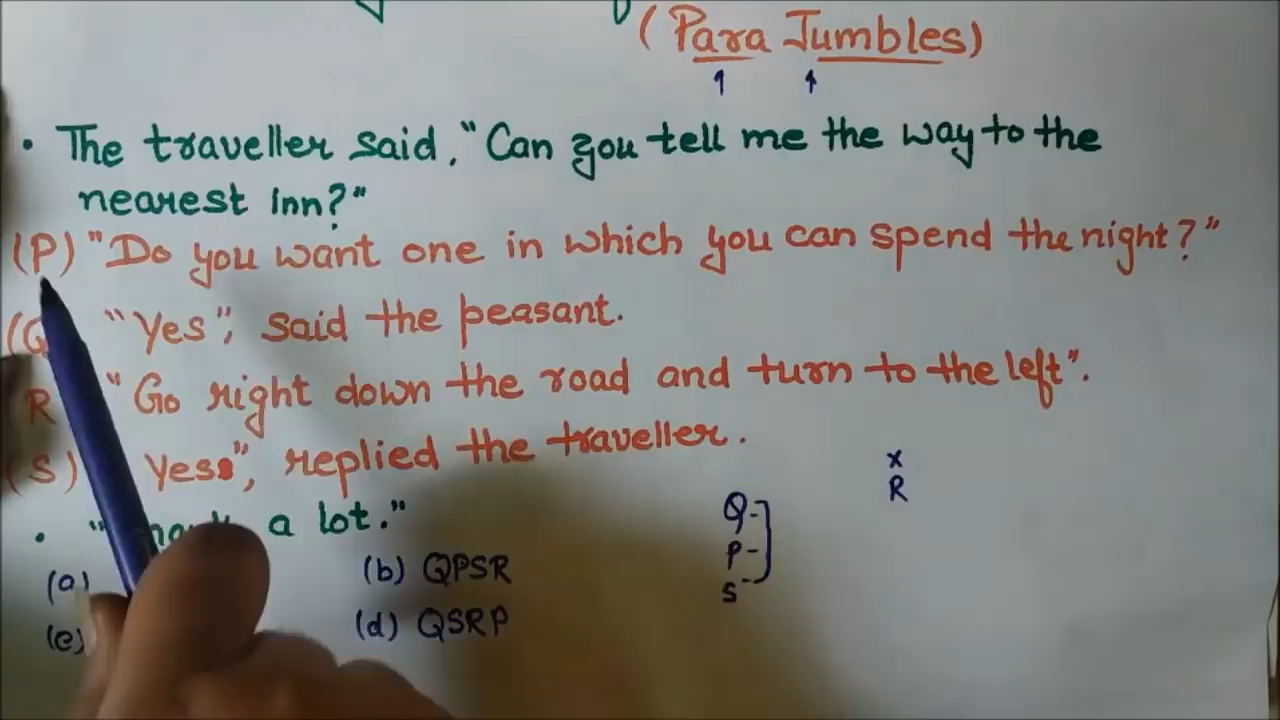 (Para Jumbles)
• The traveller said, "Can you tell me the way to the
nearest inn?"
(P) "Do you want one in which you can spend the night?"
(Q "Yes", said the peasant.
R "Go right down the road and turn to the left".
(S) Yes", replied the traveller.
x
R
Q-
P-
S-
• " a lot."
(a) (b) QPSR
(c) (d) QSRP